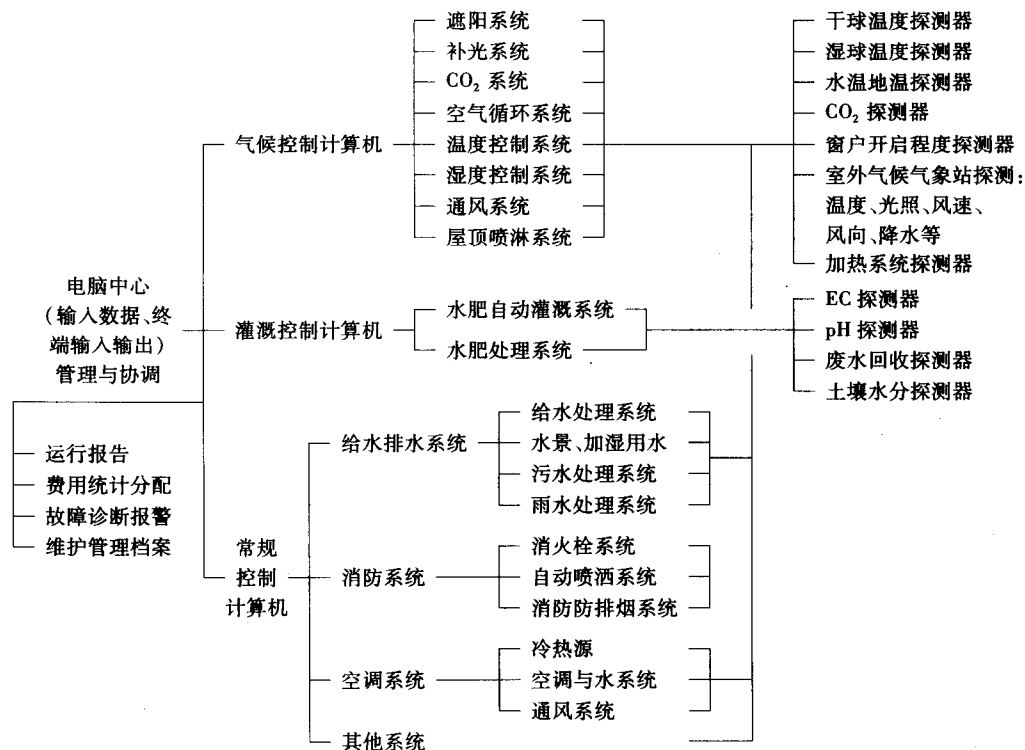 电脑中心
(输入数据、终
端输入输出)
管理与协调
运行报告
费用统计分配
故障诊断报警
维护管理档案
气候控制计算机
遮阳系统
补光系统
CO₂ 系统
空气循环系统
温度控制系统
湿度控制系统
通风系统
屋顶喷淋系统
干球温度探测器
湿球温度探测器
水温地温探测器
CO₂ 探测器
窗户开启程度探测器
室外气候气象站探测:
温度、光照、风速、
风向、降水等
加热系统探测器
灌溉控制计算机
水肥自动灌溉系统
水肥处理系统
EC 探测器
pH 探测器
废水回收探测器
土壤水分探测器
常规
控制
计算机
给水排水系统
给水处理系统
水景、加湿用水
污水处理系统
雨水处理系统
消防系统
消火栓系统
自动喷洒系统
消防防排烟系统
空调系统
冷热源
空调与水系统
通风系统
其他系统